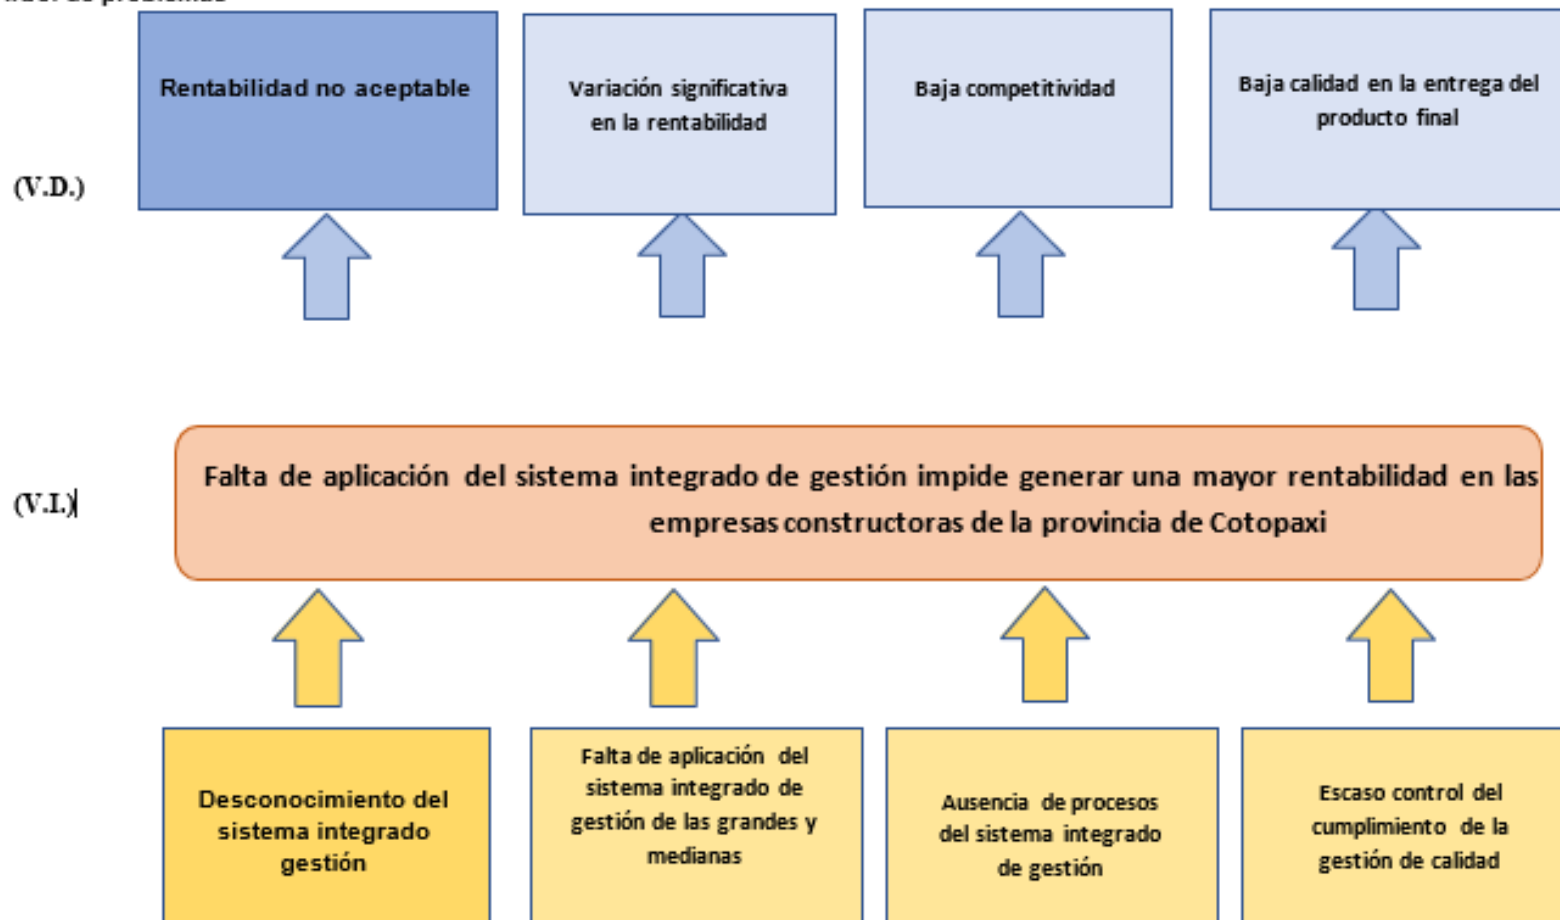 de problemas
Rentabilidad no aceptable
Variación significativa
en la rentabilidad
Baja competitividad
Baja calidad en la entrega del
producto final
(V.D.)
Falta de aplicación del sistema integrado de gestión impide generar una mayor rentabilidad en las
empresas constructoras de la provincia de Cotopaxi
(V.I.)
Desconocimiento del
sistema integrado
gestión
Falta de aplicación del
sistema integrado de
gestión de las grandes y
medianas
Ausencia de procesos
del sistema integrado
de gestión
Escaso control del
cumplimiento de la
gestión de calidad